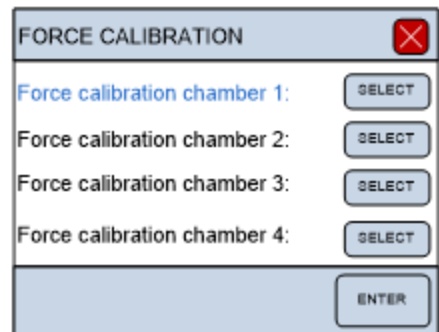 FORCE CALIBRATION
Force calibration chamber 1: SELECT
Force calibration chamber 2: SELECT
Force calibration chamber 3: SELECT
Force calibration chamber 4: SELECT
ENTER